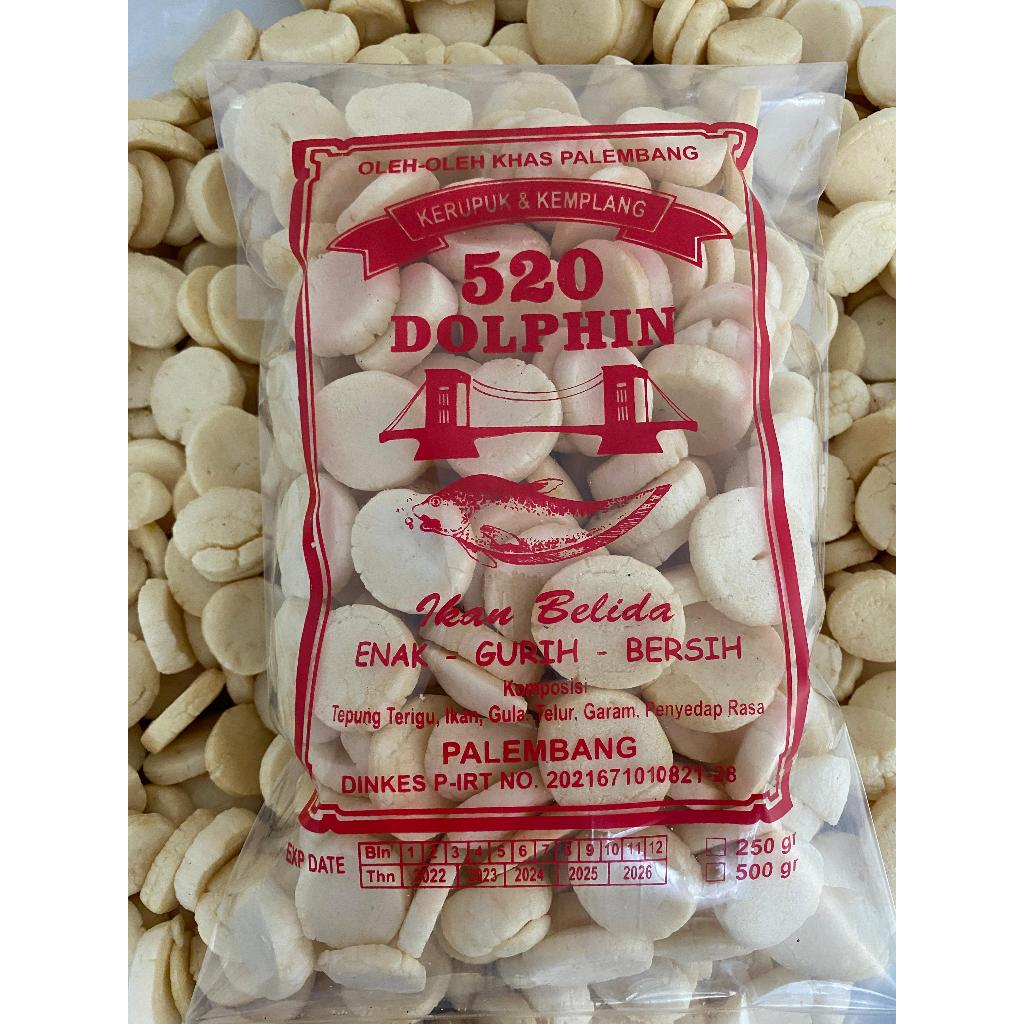 OLEH-OLEH KHAS PALEMBANG
KERUPUK & KEMPLANG
520
DOLPHIN
Ikan Belida
ENAK - GURIH - BERSIH
Komposisi
Tepung Terigu, Ikan, Gula, Telur, Garam, Penyedap Rasa
PALEMBANG
DINKES P-IRT NO. 2021671010821-28
EXP DATE
Bln 1 2 3 4 5 6 7 8 9 10 11 12
Thn 2022 2023 2024 2025 2026
250 gr
500 gr